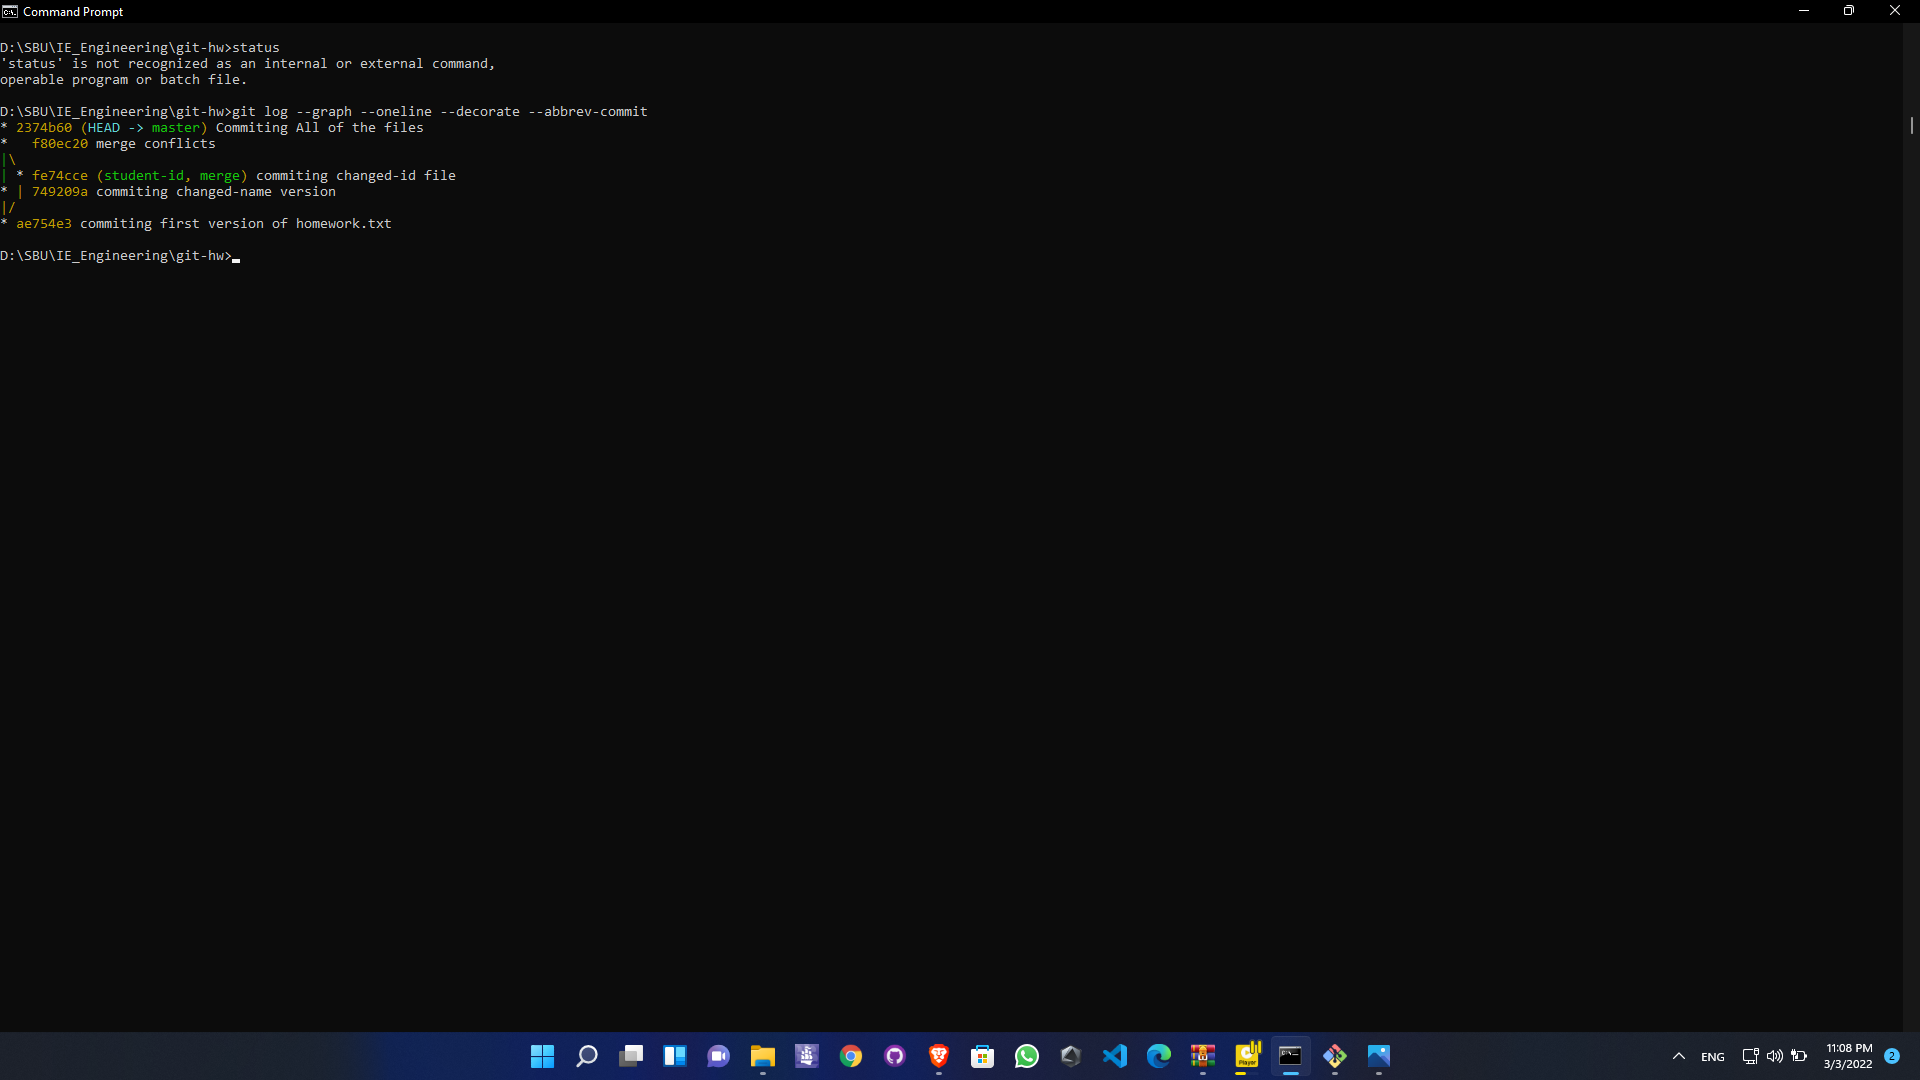 Command Prompt
D:\SBU\IE_Engineering\git-hw>status
'status' is not recognized as an internal or external command,
operable program or batch file.
D:\SBU\IE_Engineering\git-hw>git log --graph --oneline --decorate --abbrev-commit
* 2374b60 (HEAD -> master) Commiting All of the files
*   f80ec20 merge conflicts
|\
| * fe74cce (student-id, merge) commiting changed-id file
* | 749209a commiting changed-name version
|/
* ae754e3 commiting first version of homework.txt
D:\SBU\IE_Engineering\git-hw>
Player
C:\.
ENG
11:08 PM
3/3/2022
2